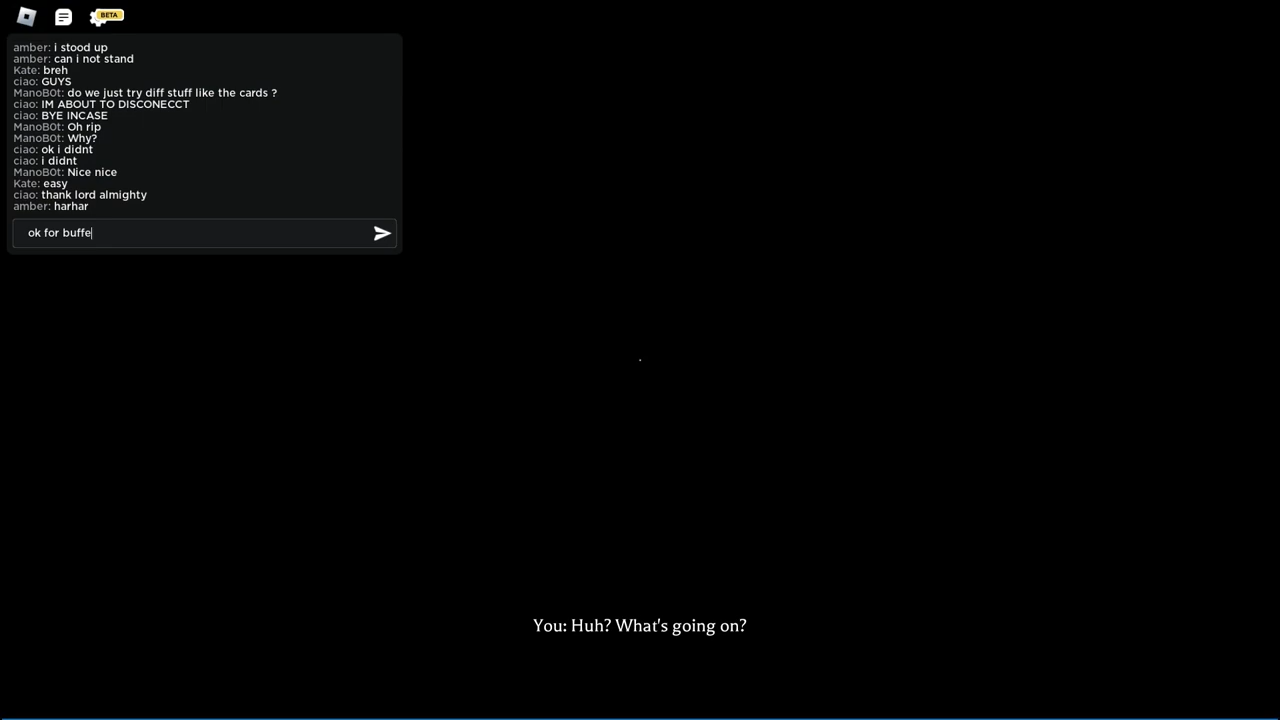 BETA
amber: i stood up
amber: can i not stand
Kate: breh
ciao: GUYS
ManoB0t: do we just try diff stuff like the cards ?
ciao: IM ABOUT TO DISCONECCT
ciao: BYE INCASE
ManoB0t: Oh rip
ManoB0t: Why?
ciao: ok i didnt
ciao: i didnt
ManoB0t: Nice nice
Kate: easy
ciao: thank lord almighty
amber: harhar
ok for buffe
You: Huh? What's going on?